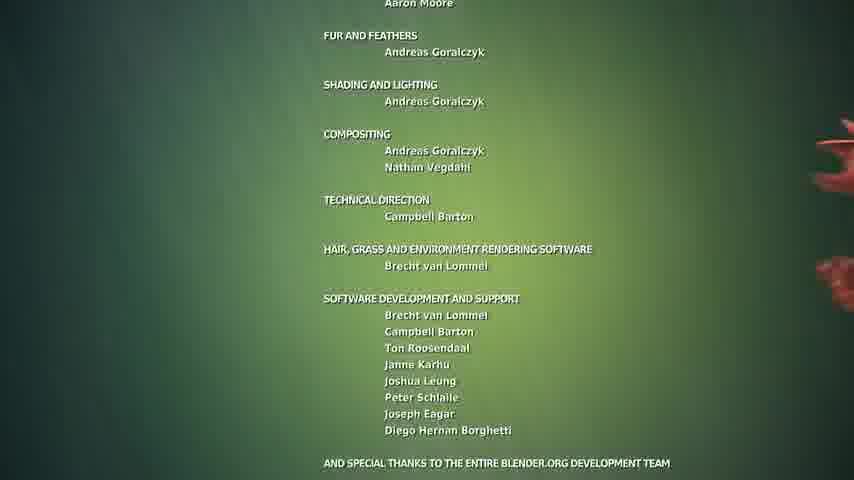 Aaron Moore
FUR AND FEATHERS
Andreas Goralczyk
SHADING AND LIGHTING
Andreas Goralczyk
COMPOSITING
Andreas Goralczyk
Nathan Vegdahl
TECHNICAL DIRECTION
Campbell Barton
HAIR, GRASS AND ENVIRONMENT RENDERING SOFTWARE
Brecht van Lommel
SOFTWARE DEVELOPMENT AND SUPPORT
Brecht van Lommel
Campbell Barton
Ton Roosendaal
Janne Karhu
Joshua Leung
Peter Schlaile
Joseph Eagar
Diego Hernan Borghetti
AND SPECIAL THANKS TO THE ENTIRE BLENDER.ORG DEVELOPMENT TEAM